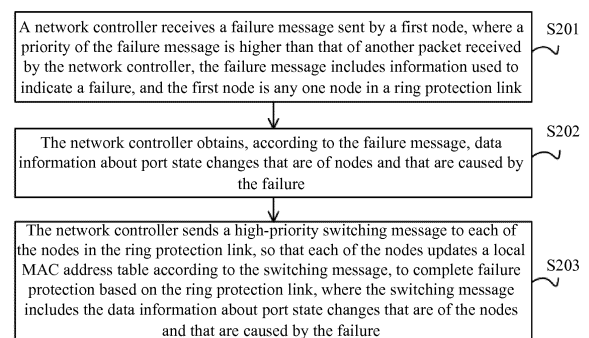 A network controller receives a failure message sent by a first node, where a
priority of the failure message is higher than that of another packet received
by the network controller, the failure message includes information used to
indicate a failure, and the first node is any one node in a ring protection link
S201
The network controller obtains, according to the failure message, data
information about port state changes that are of nodes and that are caused by
the failure
S202
The network controller sends a high-priority switching message to each of
the nodes in the ring protection link, so that each of the nodes updates a local
MAC address table according to the switching message, to complete failure
protection based on the ring protection link, where the switching message
includes the data information about port state changes that are of the nodes
and that are caused by the failure
S203